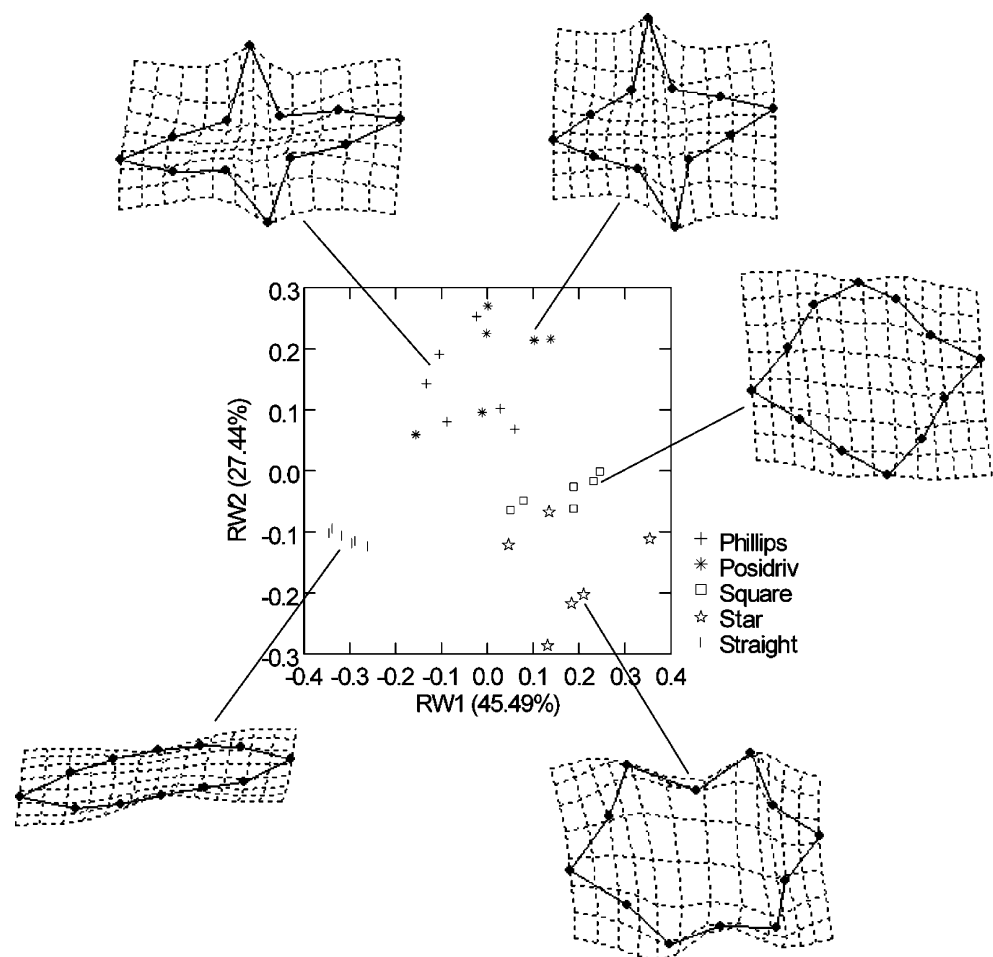 0.3
0.2
0.1
0.0
-0.1
-0.2
-0.3
RW2 (27.44%)
-0.4 -0.3 -0.2 -0.1 0.0 0.1 0.2 0.3 0.4
RW1 (45.49%)
Phillips
Posidriv
Square
Star
Straight